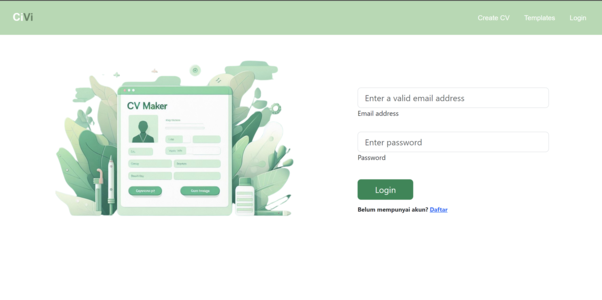 CiVi
Create CV
Templates
Login
CV Maker
Enter a valid email address
Email address
Enter password
Password
Login
Belum mempunyai akun? Daftar